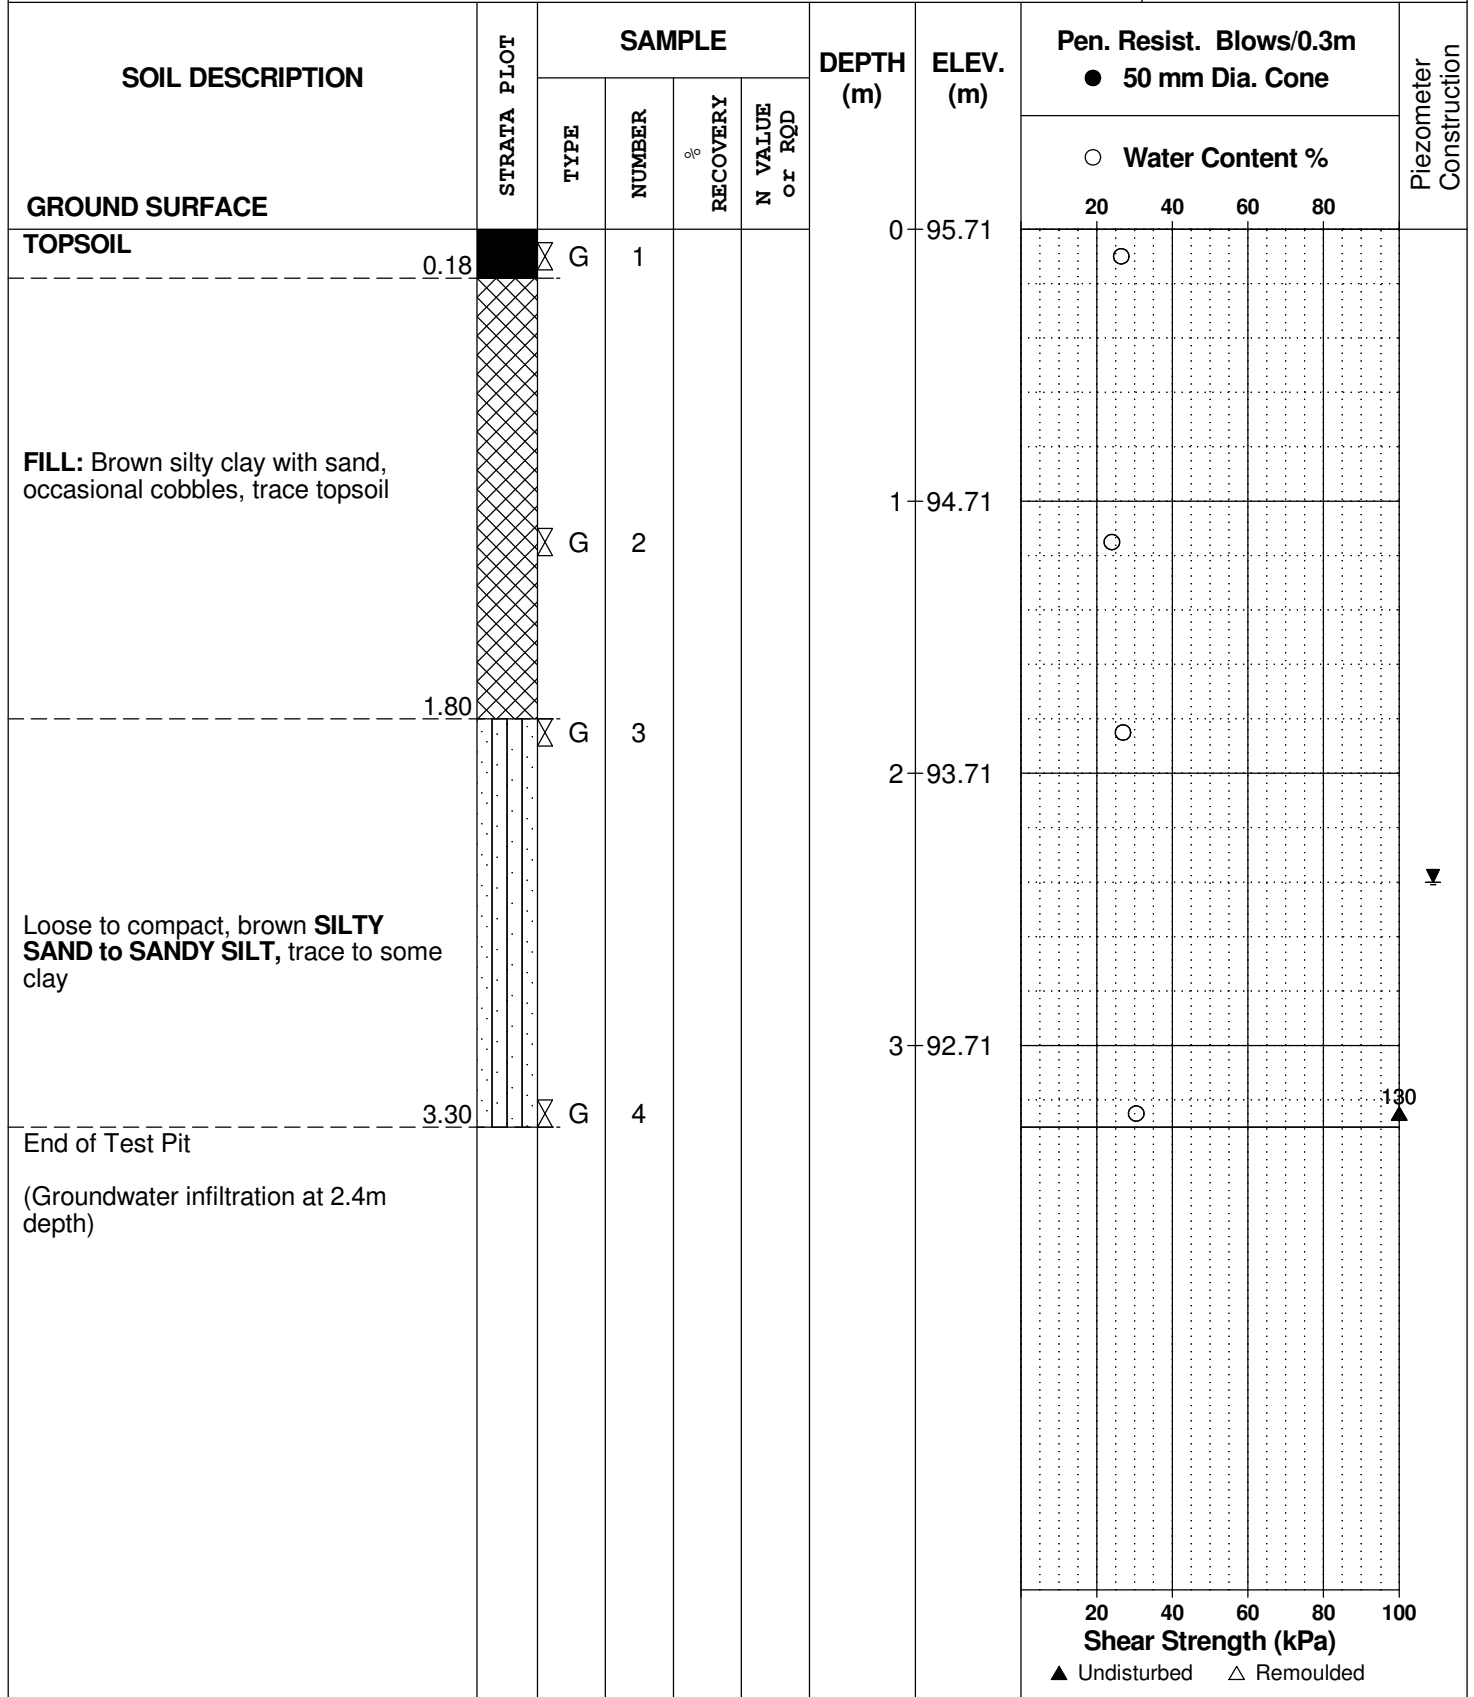 SOIL DESCRIPTION
GROUND SURFACE
STRATA PLOT
SAMPLE
TYPE
NUMBER
%
RECOVERY
N VALUE
or RQD
DEPTH
(m)
ELEV.
(m)
Pen. Resist. Blows/0.3m
● 50 mm Dia. Cone
○ Water Content %
20 40 60 80
Piezometer
Construction
TOPSOIL
0.18
G 1
0 95.71
FILL: Brown silty clay with sand,
occasional cobbles, trace topsoil
1 94.71
G 2
1.80
G 3
2 93.71
Loose to compact, brown SILTY
SAND to SANDY SILT, trace to some
clay
3 92.71
130
3.30
G 4
End of Test Pit
(Groundwater infiltration at 2.4m
depth)
20 40 60 80 100
Shear Strength (kPa)
▲ Undisturbed △ Remoulded